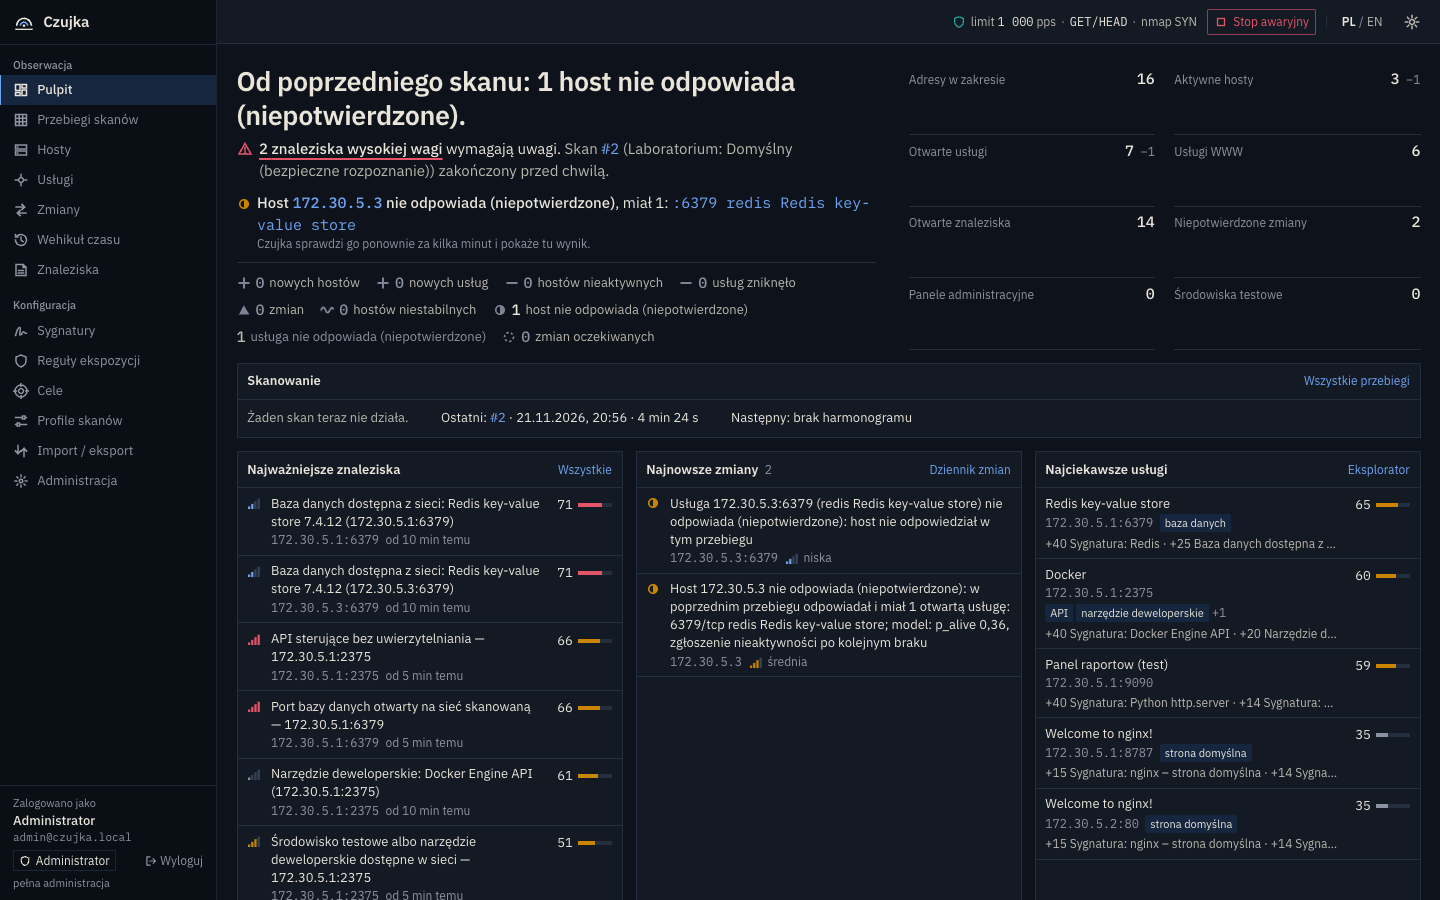 Czujka
Obserwacja
Pulpit
Przebiegi skanów
Hosty
Usługi
Zmiany
Wehikuł czasu
Znaleziska
Konfiguracja
Sygnatury
Reguły ekspozycji
Cele
Profile skanów
Import / eksport
Administracja
Zalogowano jako
Administrator
admin@czujka.local
Administrator
Wyloguj
pełna administracja
limit 1 000 pps · GET/HEAD · nmap SYN
Stop awaryjny
PL / EN
Od poprzedniego skanu: 1 host nie odpowiada
(niepotwierdzone).
2 znaleziska wysokiej wagi wymagają uwagi. Skan #2 (Laboratorium: Domyślny
(bezpieczne rozpoznanie)) zakończony przed chwilą.
Host 172.30.5.3 nie odpowiada (niepotwierdzone), miał 1: :6379 redis Redis key-
value store
Czujka sprawdzi go ponownie za kilka minut i pokaże tu wynik.
0 nowych hostów
0 nowych usług
0 hostów nieaktywnych
0 usług zniknęło
0 zmian
0 hostów niestabilnych
1 host nie odpowiada (niepotwierdzone)
1 usługa nie odpowiada (niepotwierdzone)
0 zmian oczekiwanych
Adresy w zakresie 16
Aktywne hosty 3 −1
Otwarte usługi 7 −1
Usługi WWW 6
Otwarte znaleziska 14
Niepotwierdzone zmiany 2
Panele administracyjne 0
Środowiska testowe 0
Skanowanie
Wszystkie przebiegi
Żaden skan teraz nie działa.
Ostatni: #2 · 21.11.2026, 20:56 · 4 min 24 s
Następny: brak harmonogramu
Najważniejsze znaleziska
Wszystkie
Baza danych dostępna z sieci: Redis key-value
store 7.4.12 (172.30.5.1:6379)
71
172.30.5.1:6379 od 10 min temu
Baza danych dostępna z sieci: Redis key-value
store 7.4.12 (172.30.5.3:6379)
71
172.30.5.3:6379 od 10 min temu
API sterujące bez uwierzytelniania —
172.30.5.1:2375
66
172.30.5.1:2375 od 5 min temu
Port bazy danych otwarty na sieć skanowaną
— 172.30.5.1:6379
66
172.30.5.1:6379 od 5 min temu
Narzędzie deweloperskie: Docker Engine API
(172.30.5.1:2375)
61
172.30.5.1:2375 od 10 min temu
Środowisko testowe albo narzędzie
deweloperskie dostępne w sieci —
172.30.5.1:2375
51
172.30.5.1:2375 od 5 min temu
Najnowsze zmiany 2
Dziennik zmian
Usługa 172.30.5.3:6379 (redis Redis key-value store) nie
odpowiada (niepotwierdzone): host nie odpowiedział w
tym przebiegu
172.30.5.3:6379 niska
Host 172.30.5.3 nie odpowiada (niepotwierdzone): w
poprzednim przebiegu odpowiadał i miał 1 otwartą usługę:
6379/tcp redis Redis key-value store; model: p_alive 0,36,
zgłoszenie nieaktywności po kolejnym braku
172.30.5.3 średnia
Najciekawsze usługi
Eksplorator
Redis key-value store
65
172.30.5.1:6379 baza danych
+40 Sygnatura: Redis · +25 Baza danych dostępna z ...
Docker
60
172.30.5.1:2375
API narzędzie deweloperskie +1
+40 Sygnatura: Docker Engine API · +20 Narzędzie d...
Panel raportow (test)
59
172.30.5.1:9090
+40 Sygnatura: Python http.server · +14 Sygnatura: ...
Welcome to nginx!
35
172.30.5.1:8787 strona domyślna
+15 Sygnatura: nginx – strona domyślna · +14 Sygna...
Welcome to nginx!
35
172.30.5.2:80 strona domyślna
+15 Sygnatura: nginx – strona domyślna · +14 Sygna...